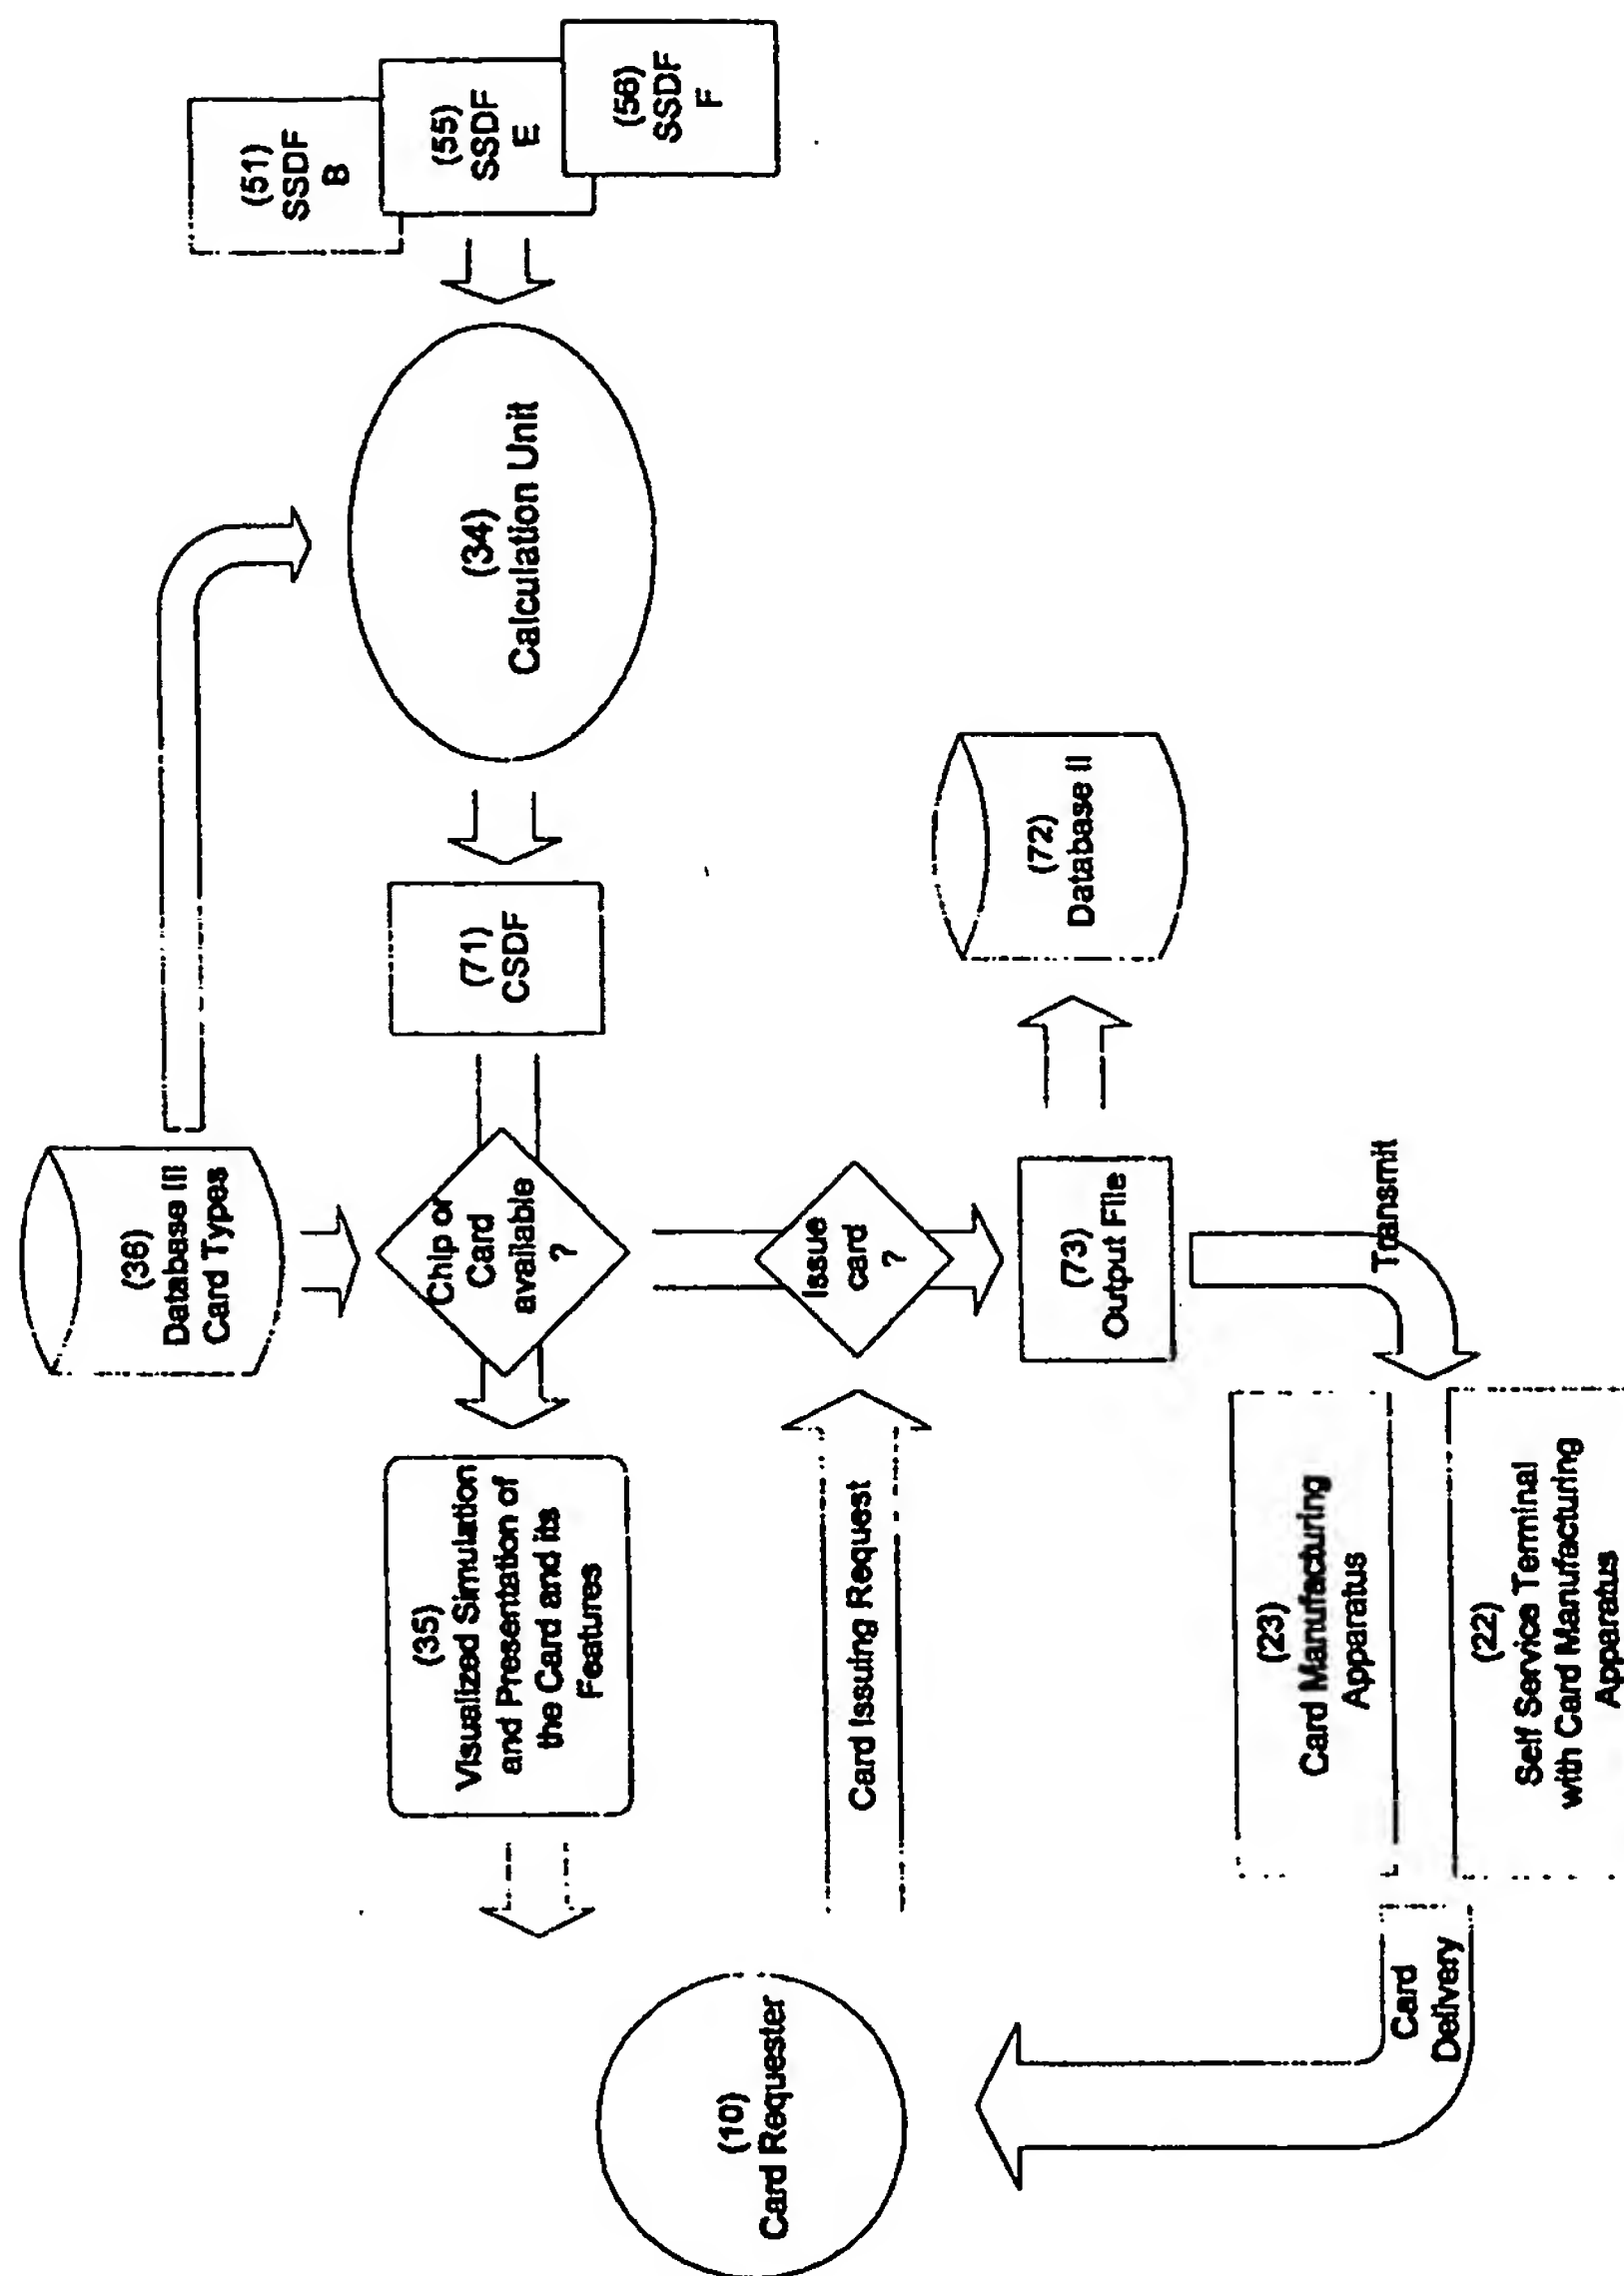 (36)
Database III
Card Types
(51)
SSDF
B
(55)
SSDF
E
(56)
SSDF
F
(34)
Calculation Unit
(71)
CSDF
Chip or
Card
available
?
(35)
Visualized Simulation
and Presentation of
the Card and its
Features
(10)
Card Requester
Card Issuing Request
Issue
card
?
(73)
Output File
(72)
Database II
Transmit
(23)
Card Manufacturing
Apparatus
(22)
Self Service Terminal
with Card Manufacturing
Apparatus
Card
Delivery